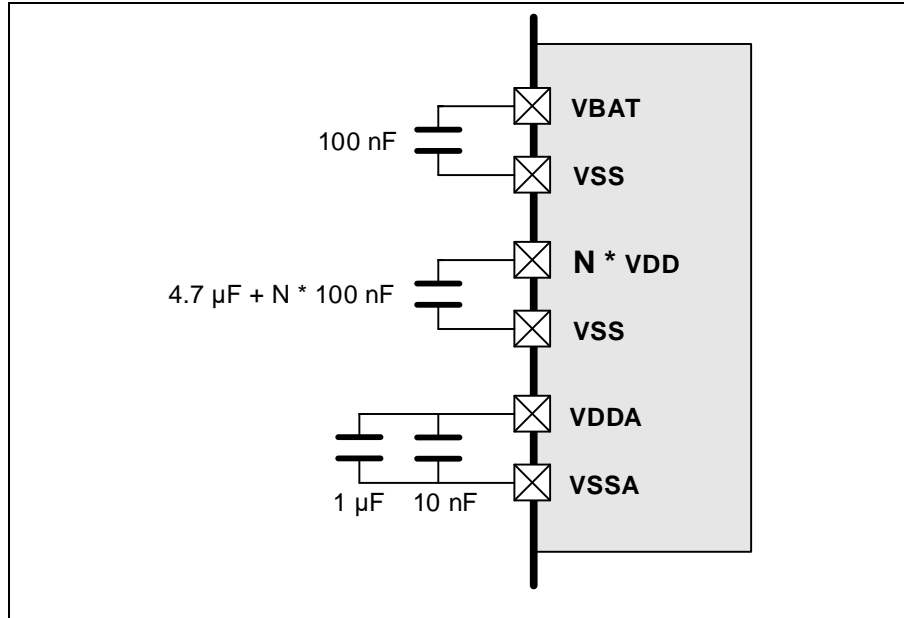 VBAT
100 nF
VSS
N * VDD
4.7 µF + N * 100 nF
VSS
VDDA
VSSA
1 µF 10 nF